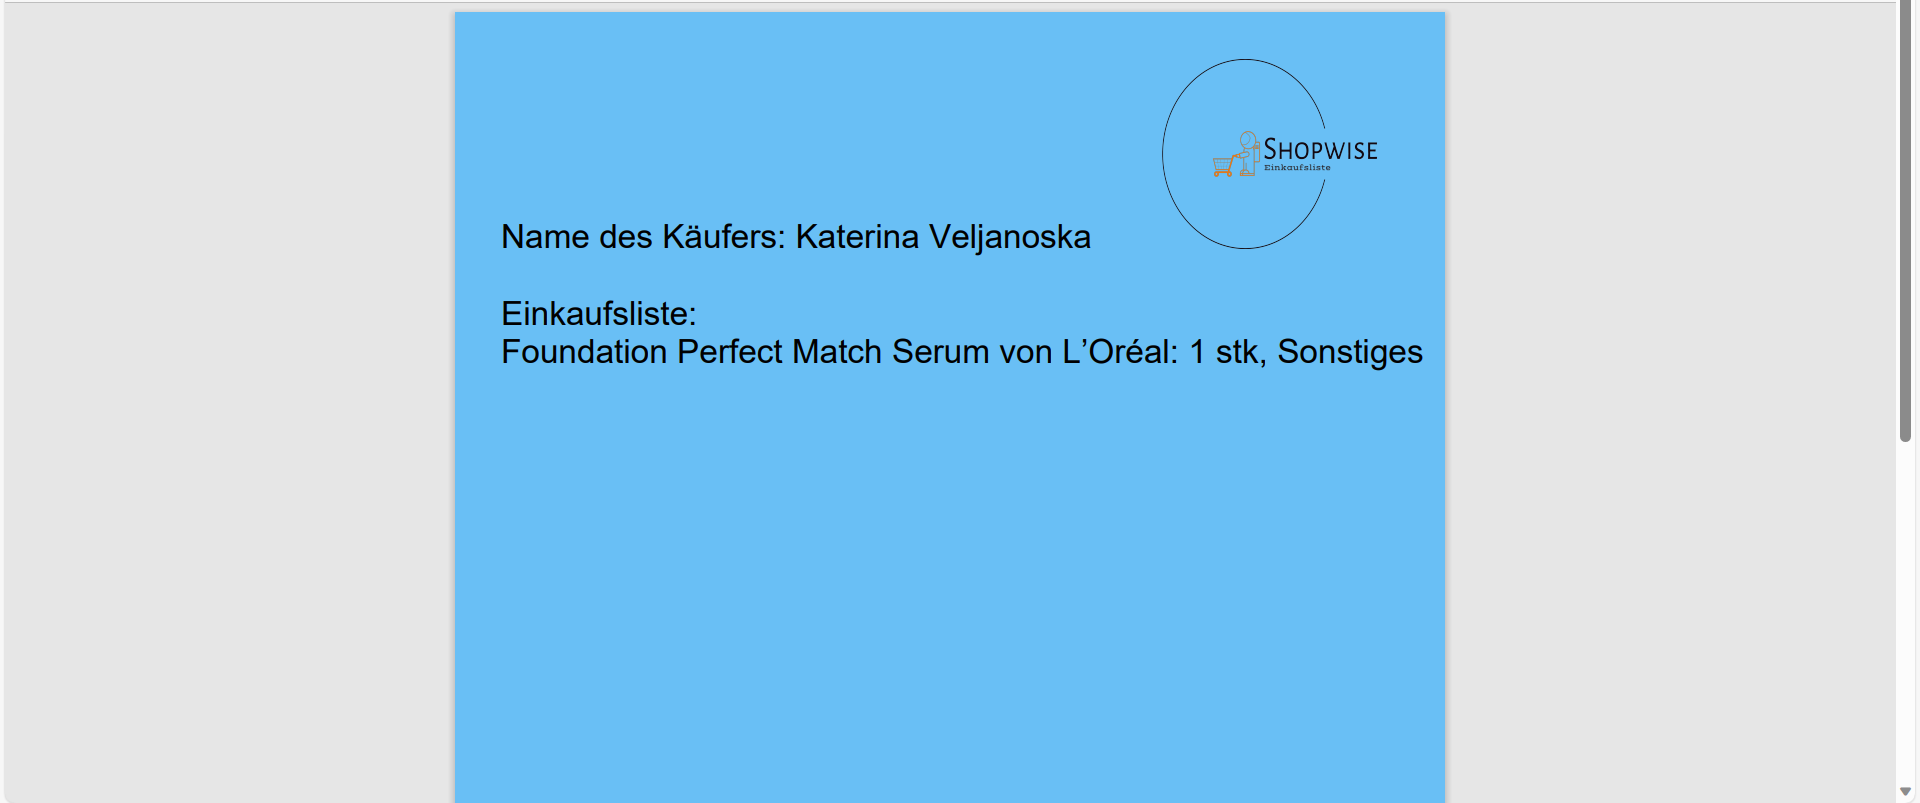 SHOPWISE
Einkaufsliste
Name des Käufers: Katerina Veljanoska
Einkaufsliste:
Foundation Perfect Match Serum von L’Oréal: 1 stk, Sonstiges